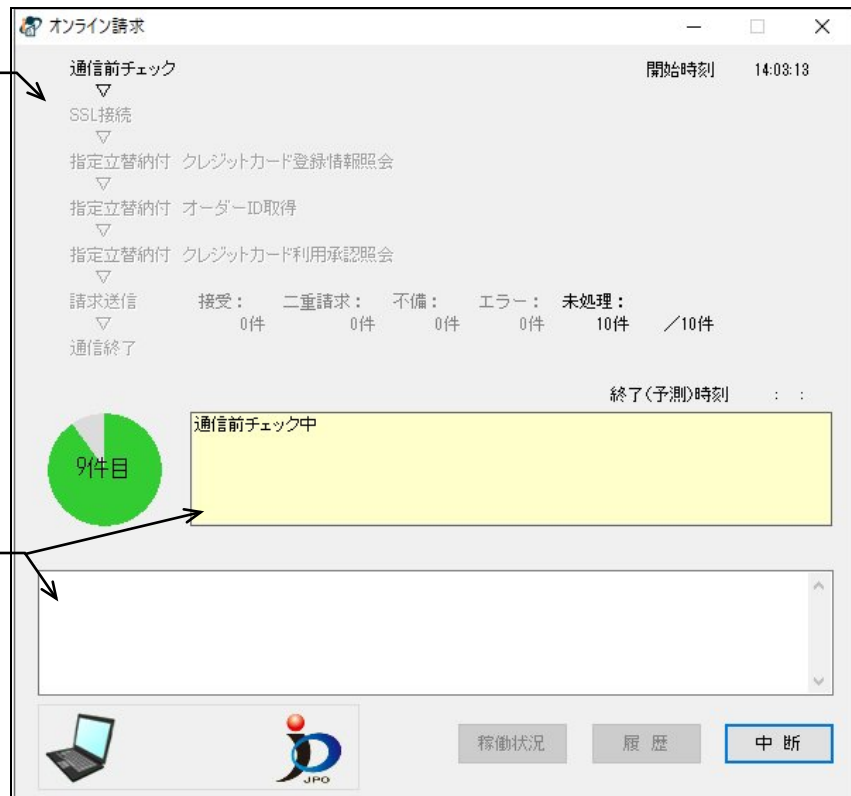 オンライン請求
通信前チェック 開始時刻 14:03:13
▽
SSL接続
▽
指定立替納付 クレジットカード登録情報照会
▽
指定立替納付 オーダーID取得
▽
指定立替納付 クレジットカード利用承認照会
▽
請求送信 接受: 二重請求: 不備: エラー: 未処理:
▽ 0件 0件 0件 0件 10件 /10件
通信終了
終了(予測)時刻 : :
通信前チェック中
9件目
JPO
稼働状況 履 歴 中 断